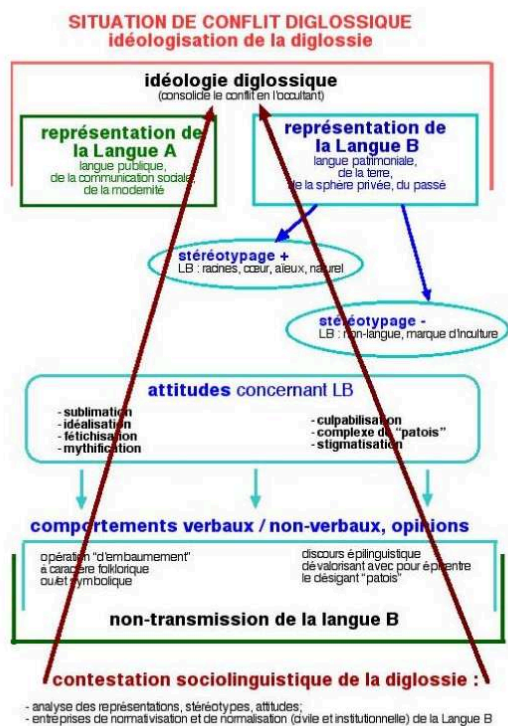 SITUATION DE CONFLIT DIGLOSSIQUE
idéologisation de la diglossie
idéologie diglossique
(consolide le conflit en l'occultant)
représentation de
la Langue A
langue publique,
de la communication sociale,
de la modernité
représentation de
la Langue B
langue patrimoniale,
de la terre,
de la sphère privée, du passé
stéréotypage +
LB : racines, cœur, aïeux, naturel
stéréotypage -
LB : non-langue, marque d'inculture
attitudes concernant LB
- sublimation
- idéalisation
- fétichisation
- mythification
- culpabilisation
- complexe de "patois"
- stigmatisation
comportements verbaux / non-verbaux, opinions
opération "d'embaumement"
à caractère folklorique
ou/et symbolique
discours épilinguistique
dévalorisant avec pour épicentre
le désigant "patois"
non-transmission de la langue B
contestation sociolinguistique de la diglossie :
- analyse des représentations, stéréotypes, attitudes;
- entreprises de normativisation et de normalisation (civile et institutionnelle) de la Langue B